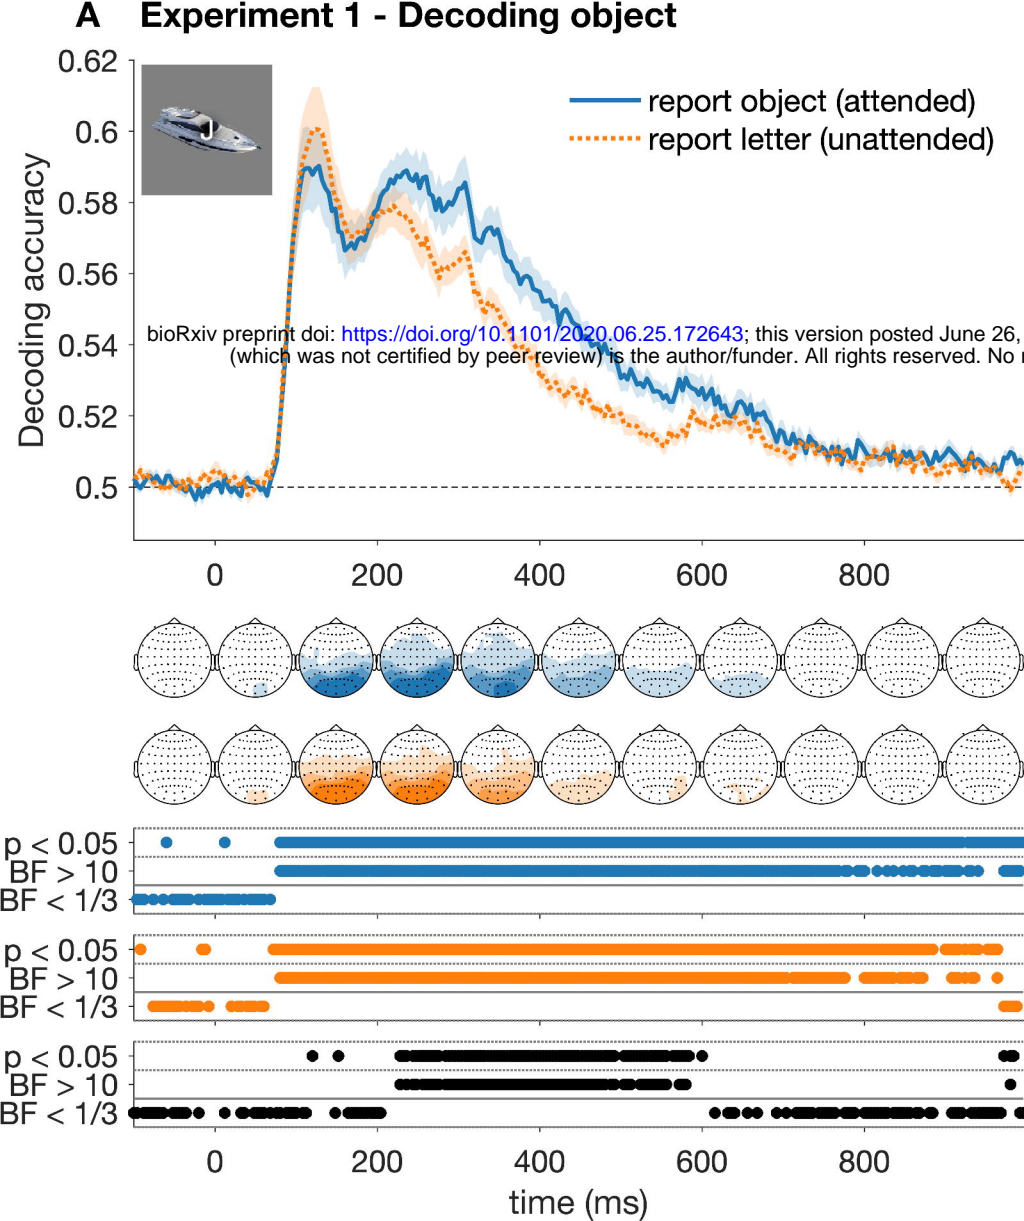 A Experiment 1 - Decoding object
0.62
0.6
0.58
0.56
0.54
0.52
0.5
Decoding accuracy
J
report object (attended)
report letter (unattended)
bioRxiv preprint doi: https://doi.org/10.1101/2020.06.25.172643; this version posted June 26,
(which was not certified by peer review) is the author/funder. All rights reserved. No
0 200 400 600 800
p < 0.05
BF > 10
BF < 1/3
p < 0.05
BF > 10
BF < 1/3
p < 0.05
BF > 10
BF < 1/3
0 200 400 600 800
time (ms)